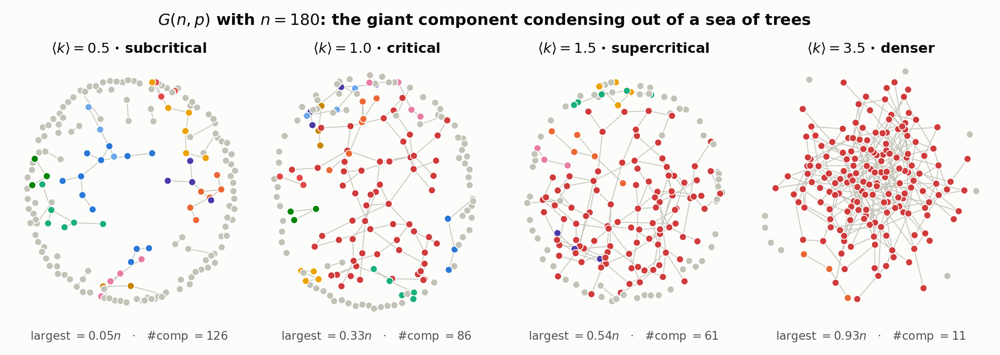 G(n, p) with n = 180: the giant component condensing out of a sea of trees
⟨k⟩ = 0.5 · subcritical
⟨k⟩ = 1.0 · critical
⟨k⟩ = 1.5 · supercritical
⟨k⟩ = 3.5 · denser
largest = 0.05n · #comp = 126
largest = 0.33n · #comp = 86
largest = 0.54n · #comp = 61
largest = 0.93n · #comp = 11